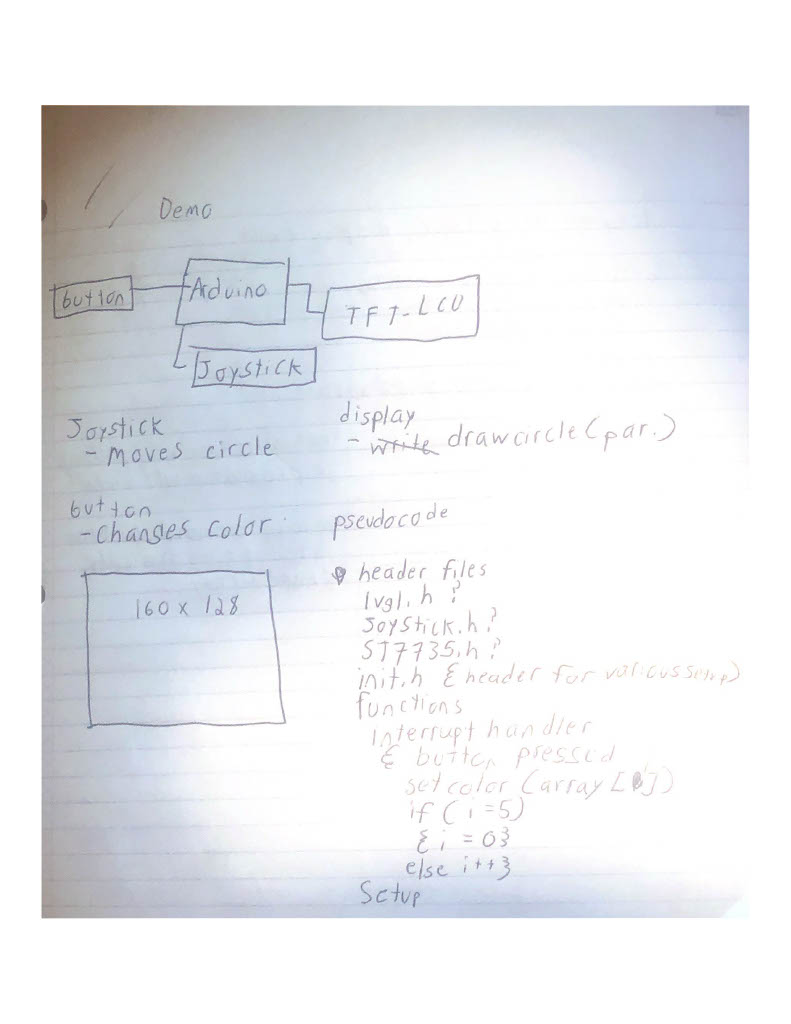 Demo
button
Arduino
TFT-LCD
Joystick
Joystick
- Moves circle
display
- write drawcircle(par.)
button
- Changes color
pseudocode
160 x 128
header files
lvgl.h ?
Joystick.h ?
ST7735.h ?
init.h {header for various setup)
functions
interrupt handler
{ button pressed
set color (array [i])
if ( i =5)
{ i = 0}
else i++}
Setup